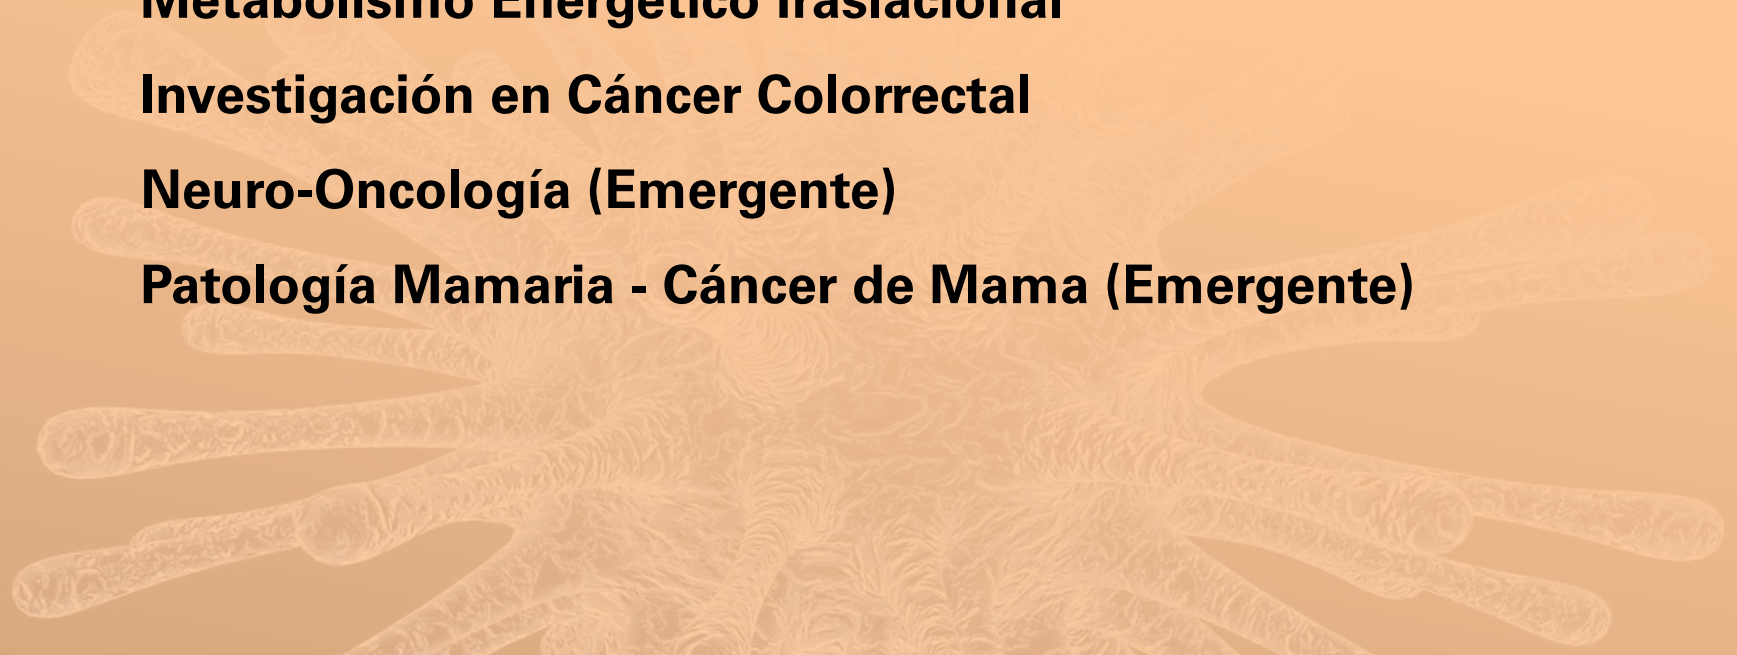 Metabolismo Energético Traslacional
Investigación en Cáncer Colorrectal
Neuro-Oncología (Emergente)
Patología Mamaria - Cáncer de Mama (Emergente)